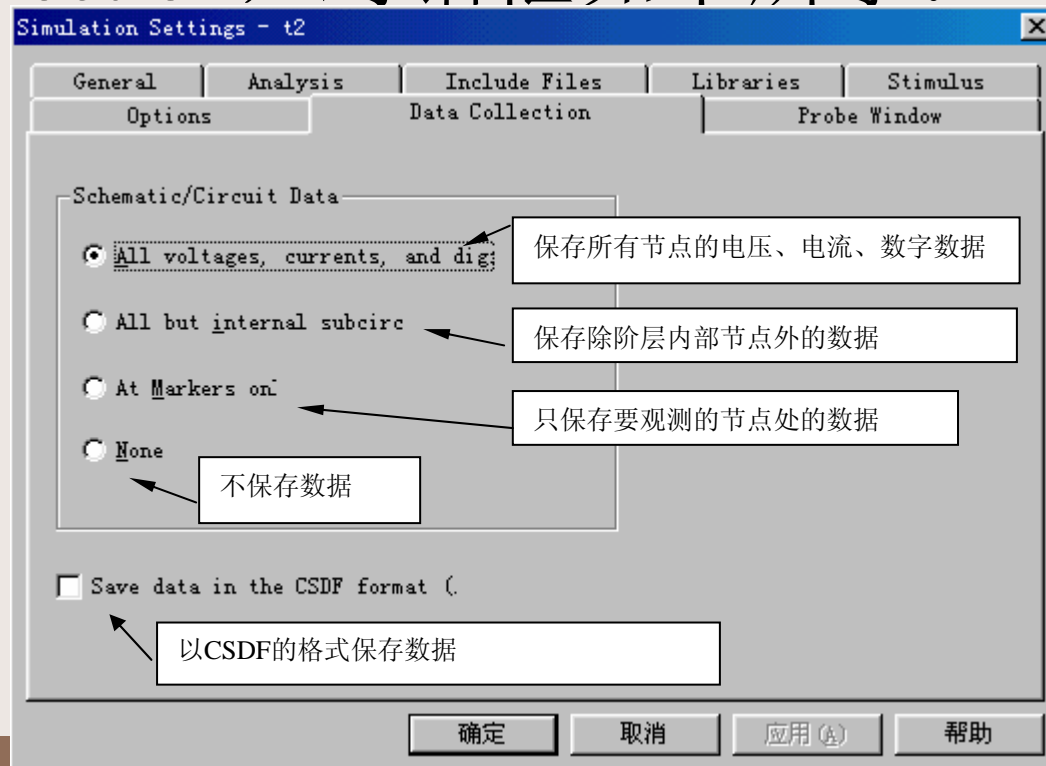 Simulation Settings - t2
General Analysis Include Files Libraries Stimulus
Options Data Collection Probe Window
Schematic/Circuit Data
All voltages, currents, and dig
保存所有节点的电压、电流、数字数据
All but internal subcirc
保存除阶层内部节点外的数据
At Markers on
只保存要观测的节点处的数据
None
不保存数据
Save data in the CSDF format (.
以CSDF的格式保存数据
确定 取消 应用(A) 帮助